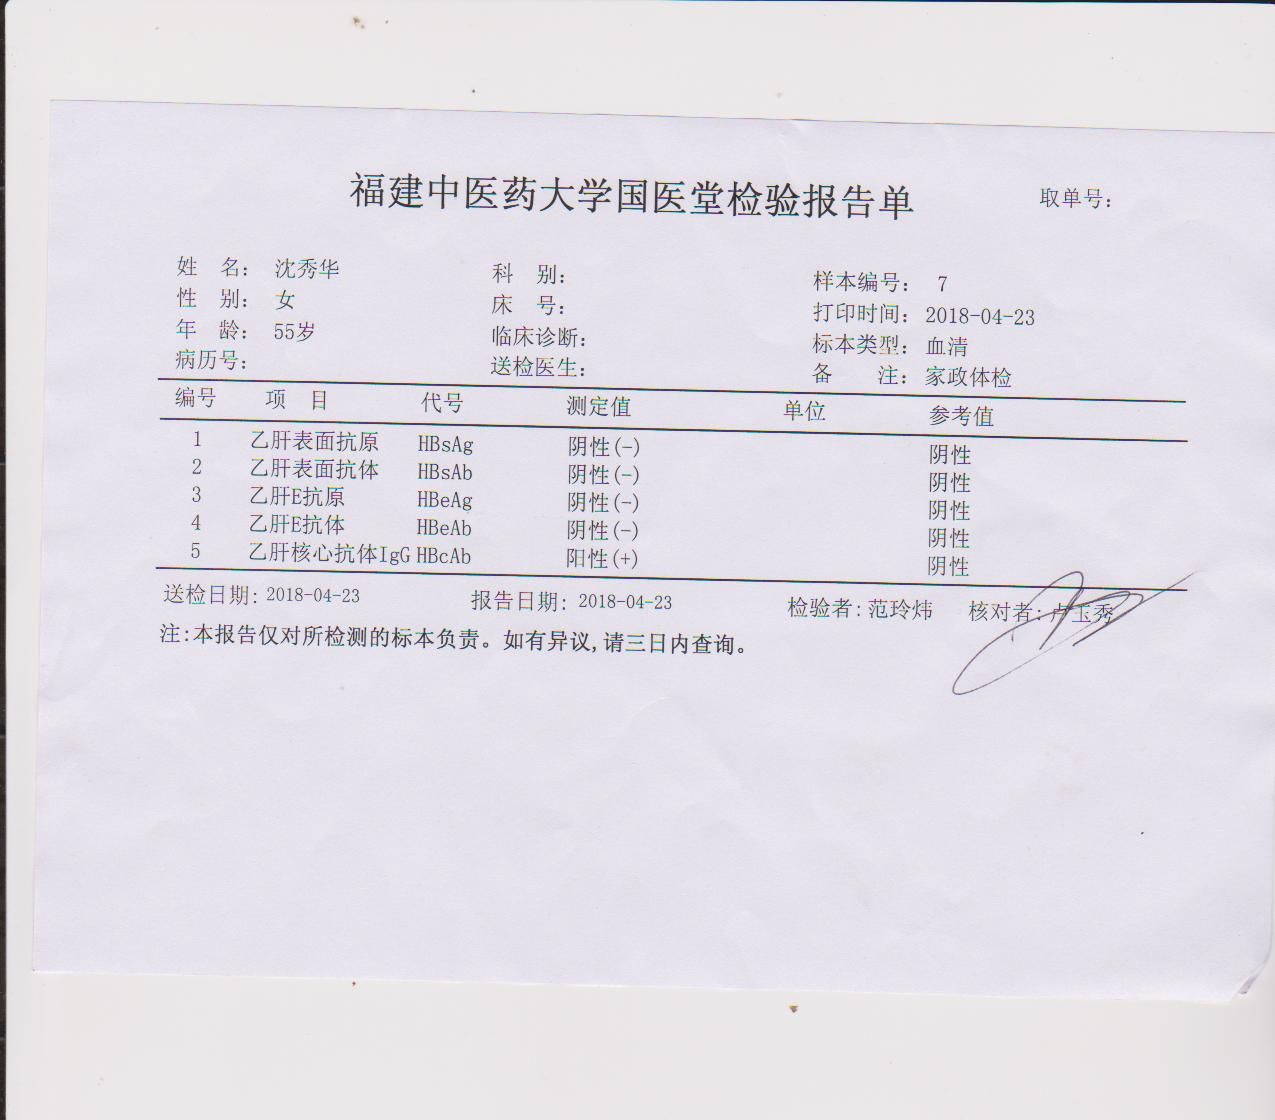 福建中医药大学国医堂检验报告单 取单号:
姓 名: 沈秀华 科 别: 样本编号: 7
性 别: 女 床 号: 打印时间: 2018-04-23
年 龄: 55岁 临床诊断: 标本类型: 血清
病历号: 送检医生: 备 注: 家政体检
编号 项 目 代号 测定值 单位 参考值
1 乙肝表面抗原 HBsAg 阴性(-) 阴性
2 乙肝表面抗体 HBsAb 阴性(-) 阴性
3 乙肝E抗原 HBeAg 阴性(-) 阴性
4 乙肝E抗体 HBeAb 阴性(-) 阴性
5 乙肝核心抗体IgG HBcAb 阳性(+) 阴性
送检日期: 2018-04-23 报告日期: 2018-04-23 检验者: 范玲炜 核对者: 卢玉秀
注:本报告仅对所检测的标本负责。如有异议,请三日内查询。